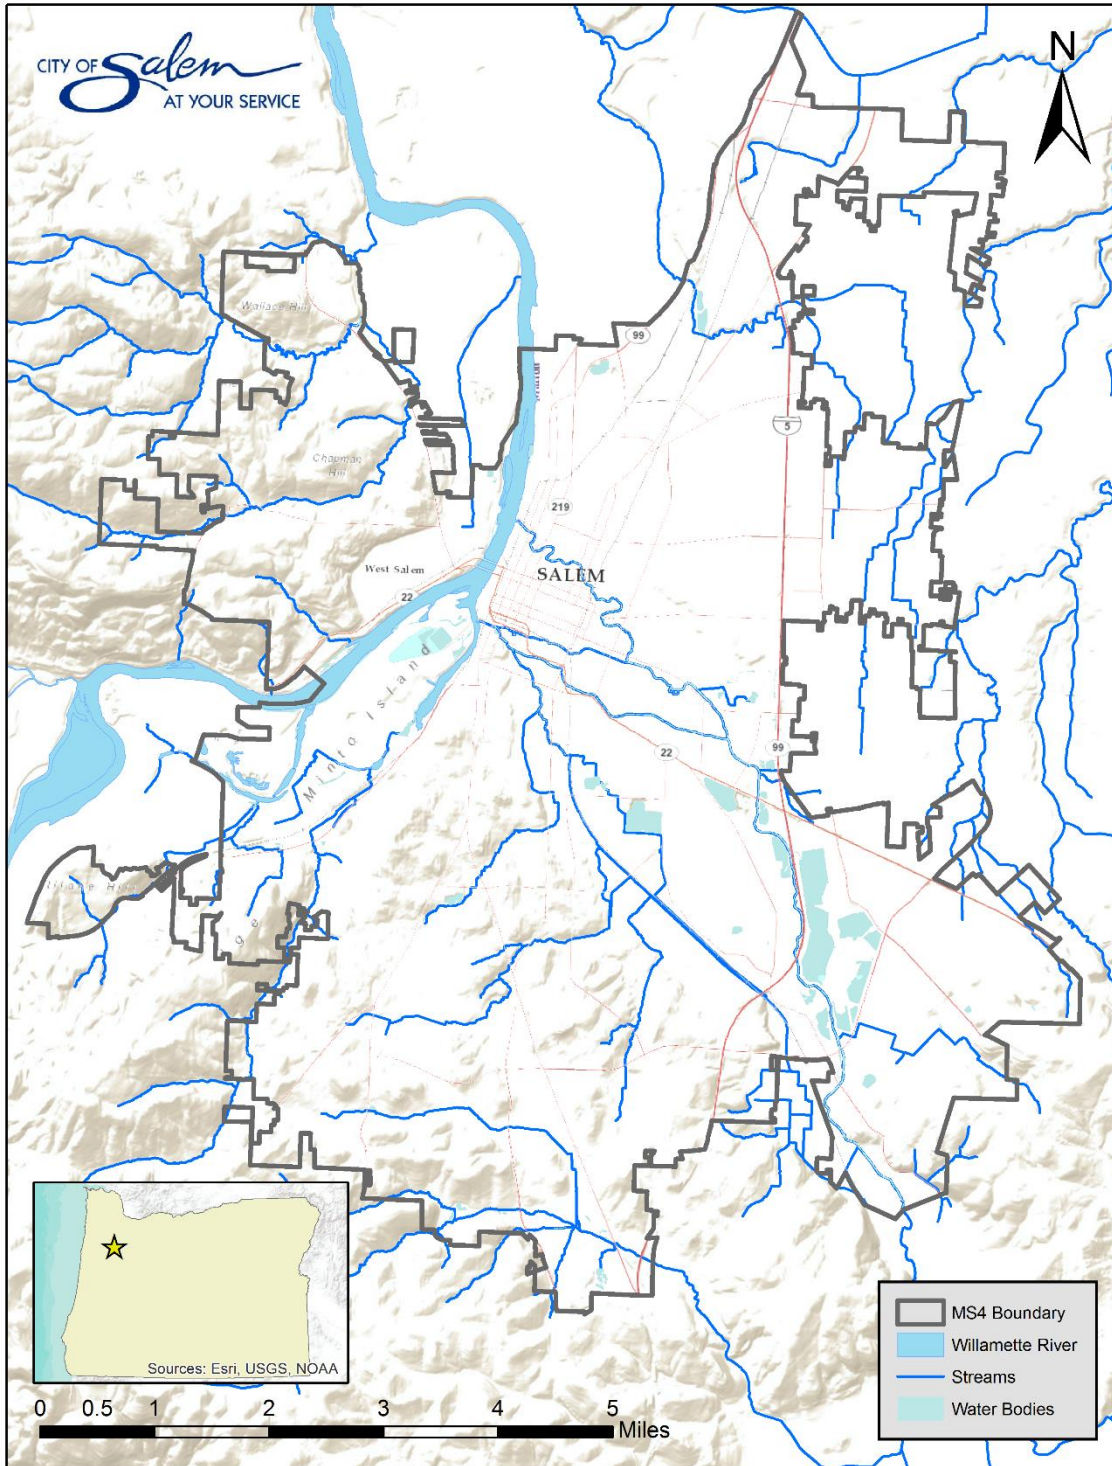 CITY OF Salem
AT YOUR SERVICE
N
Wallace Hill
99
5
Chapman
Hill
219
West Salem
SALEM
22
Minto Island
22
99
MS4 Boundary
Willamette River
Streams
Water Bodies
Sources: Esri, USGS, NOAA
0 0.5 1 2 3 4 5
Miles